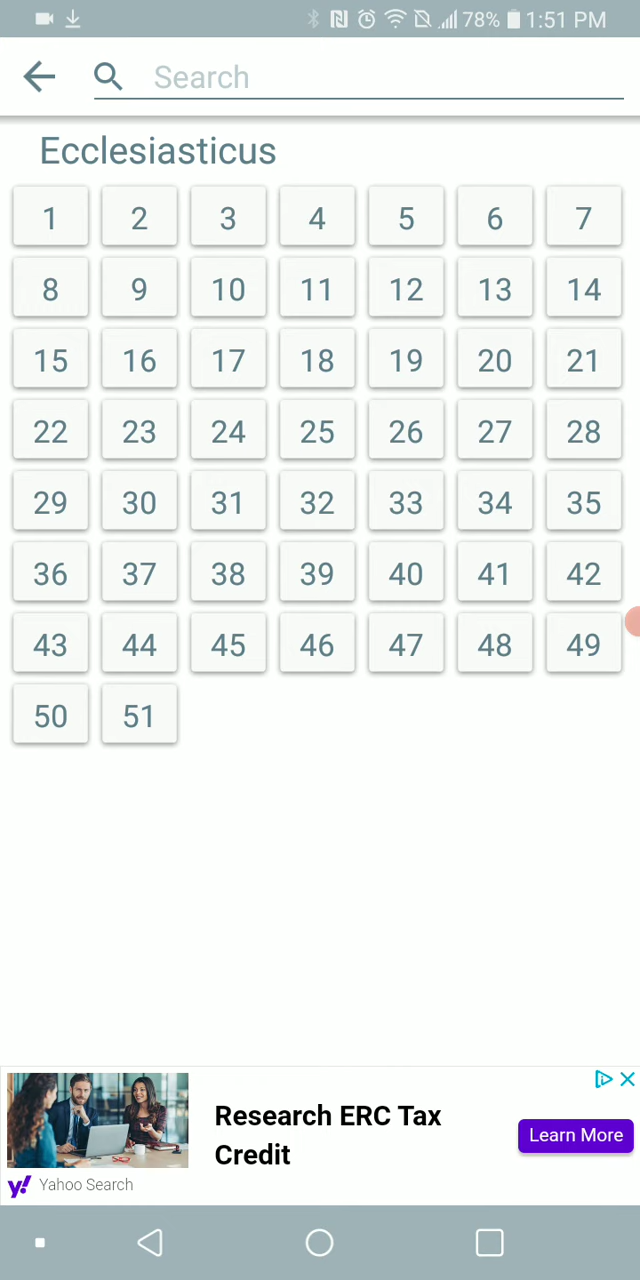 78% 1:51 PM
Search
Ecclesiasticus
1 2 3 4 5 6 7
8 9 10 11 12 13 14
15 16 17 18 19 20 21
22 23 24 25 26 27 28
29 30 31 32 33 34 35
36 37 38 39 40 41 42
43 44 45 46 47 48 49
50 51
Research ERC Tax
Credit
Learn More
y! Yahoo Search